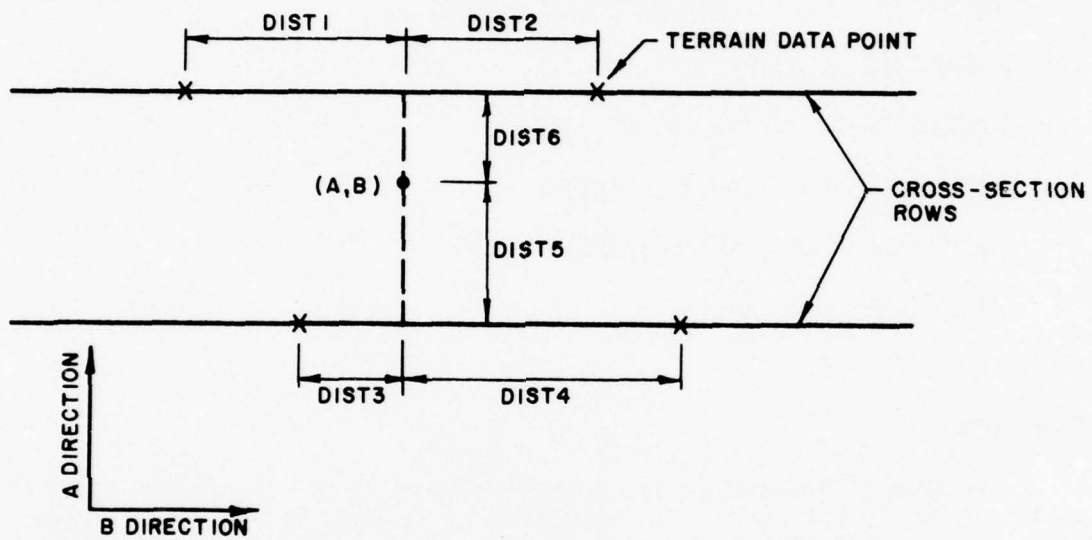 DIST1
DIST2
TERRAIN DATA POINT
DIST6
(A,B)
CROSS-SECTION
ROWS
DIST5
DIST3
DIST4
A DIRECTION
B DIRECTION